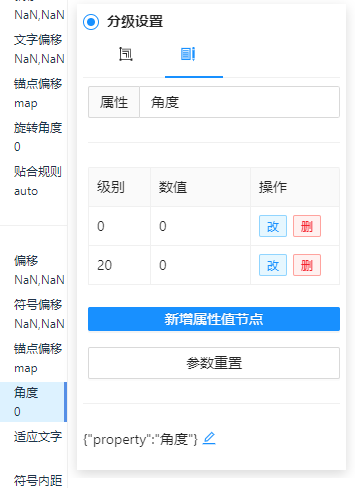 NaN,NaN
文字偏移
NaN,NaN
锚点偏移
map
旋转角度
0
贴合规则
auto
偏移
NaN,NaN
符号偏移
NaN,NaN
锚点偏移
map
角度
0
适应文字
符号内距
分级设置
属性 角度
级别 数值 操作
0 0 改 删
20 0 改 删
新增属性值节点
参数重置
{"property":"角度"}